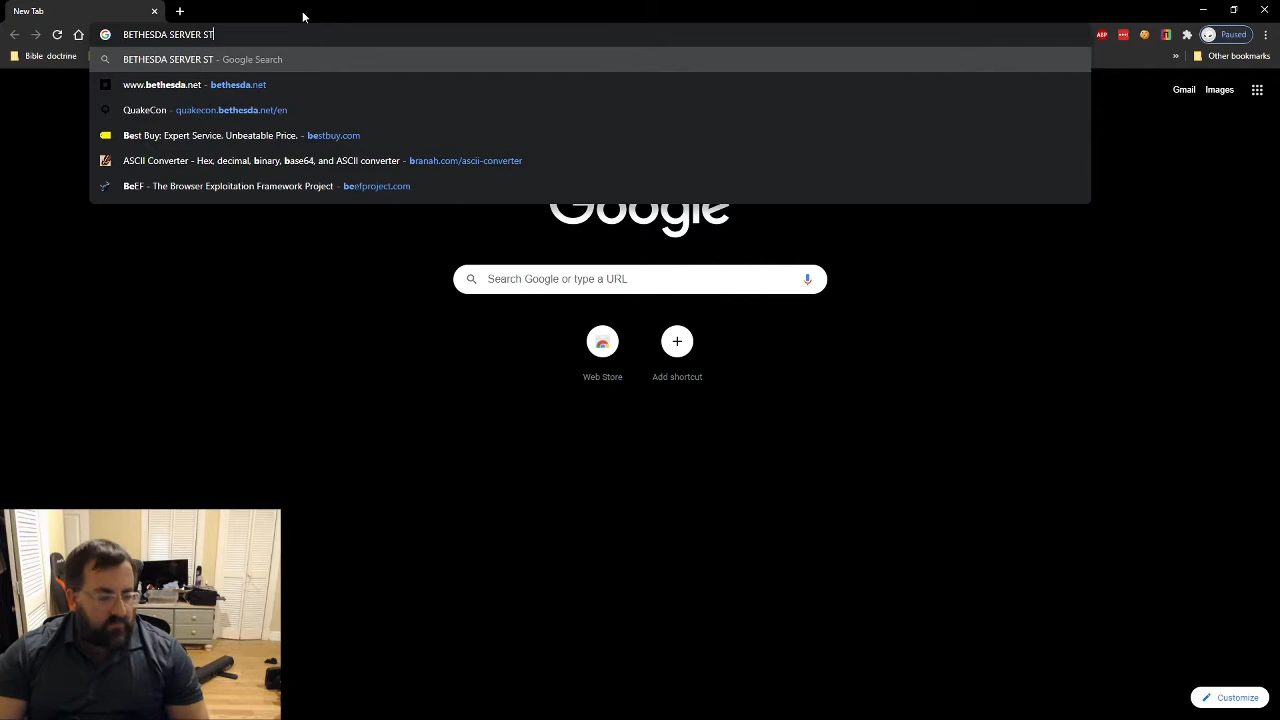 New Tab
BETHESDA SERVER ST
Paused
BETHESDA SERVER ST - Google Search
Bible doctrine
Other bookmarks
www.bethesda.net - bethesda.net
Gmail Images
QuakeCon - quakecon.bethesda.net/en
Best Buy: Expert Service. Unbeatable Price. - bestbuy.com
ASCII Converter - Hex, decimal, binary, base64, and ASCII converter - branah.com/ascii-converter
BeEF - The Browser Exploitation Framework Project - beefproject.com
Google
Search Google or type a URL
Web Store
Add shortcut
Customize